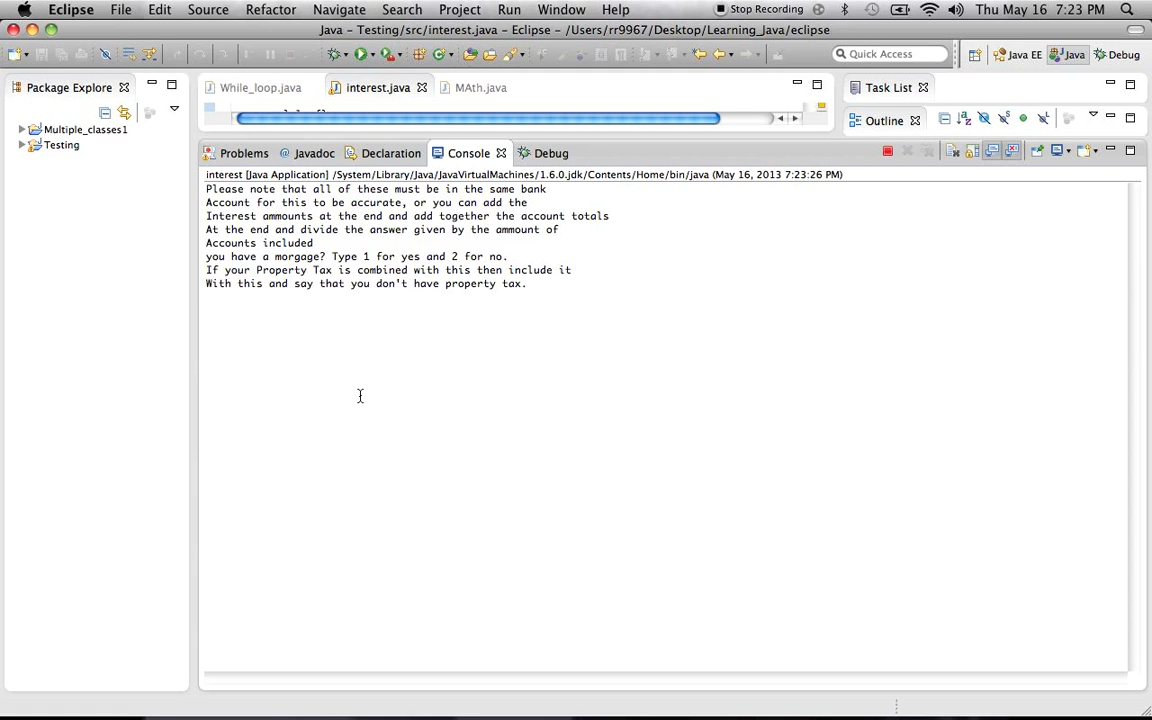 Eclipse File Edit Source Refactor Navigate Search Project Run Window Help Stop Recording Thu May 16 7:23 PM
Java – Testing/src/interest.java – Eclipse – /Users/rr9967/Desktop/Learning_Java/eclipse
Quick Access Java EE Java Debug
Package Explore While_loop.java interest.java MAth.java Task List
Outline
Multiple_classes1
Testing
Problems @ Javadoc Declaration Console Debug
interest [Java Application] /System/Library/Java/JavaVirtualMachines/1.6.0.jdk/Contents/Home/bin/java (May 16, 2013 7:23:26 PM)
Please note that all of these must be in the same bank
Account for this to be accurate, or you can add the
Interest ammounts at the end and add together the account totals
At the end and divide the answer given by the ammount of
Accounts included
you have a morgage? Type 1 for yes and 2 for no.
If your Property Tax is combined with this then include it
With this and say that you don't have property tax.